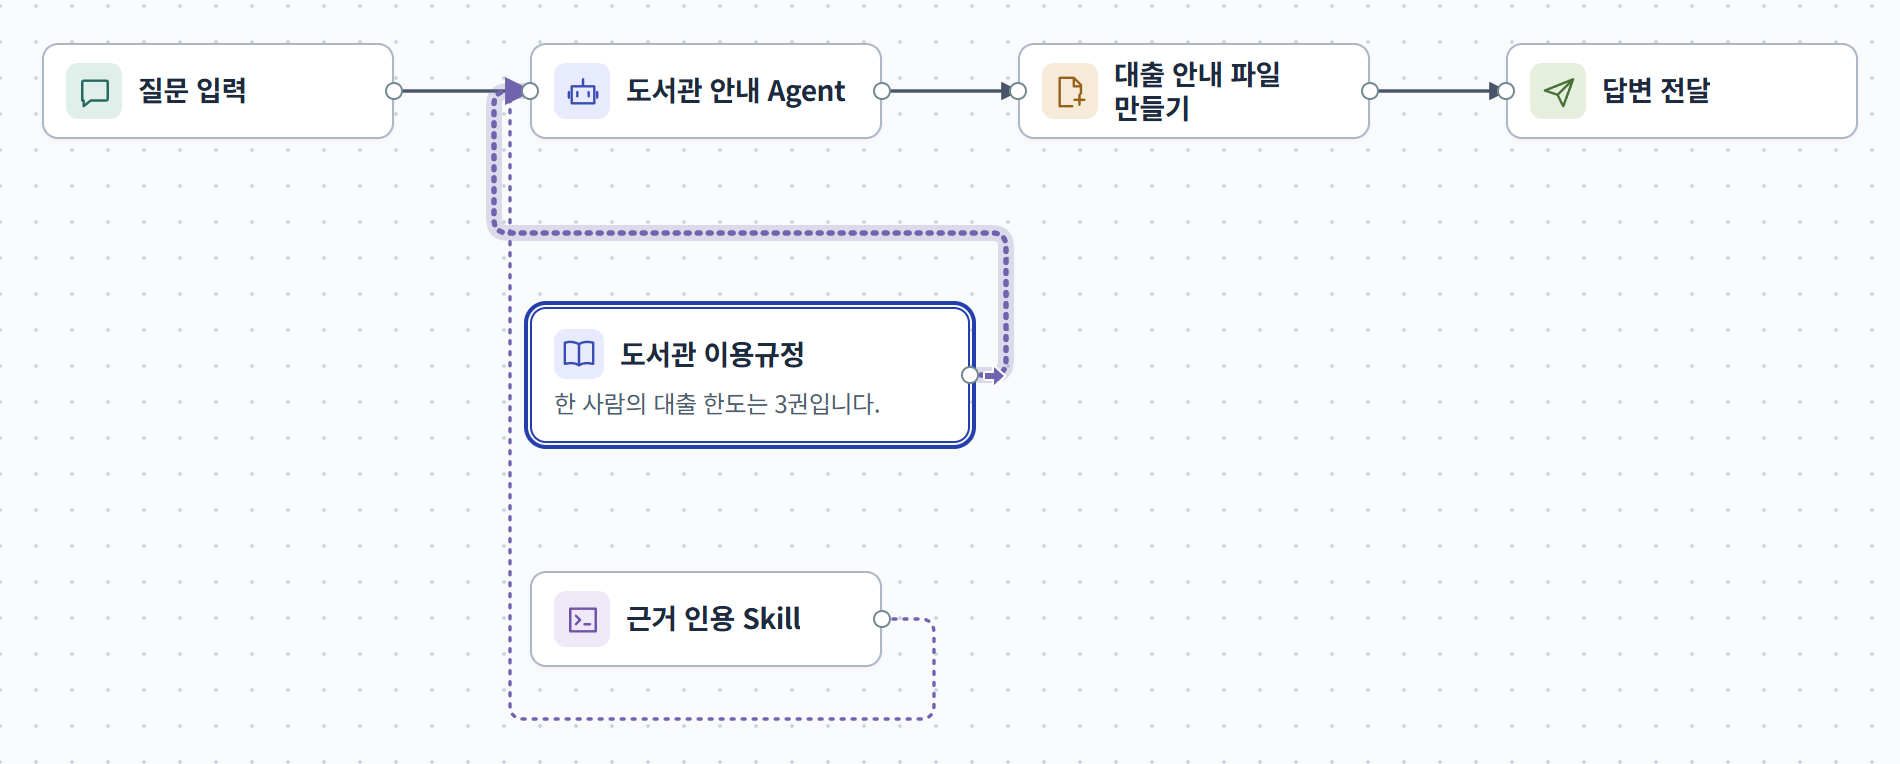 질문 입력
도서관 안내 Agent
대출 안내 파일
만들기
답변 전달
도서관 이용규정
한 사람의 대출 한도는 3권입니다.
근거 인용 Skill